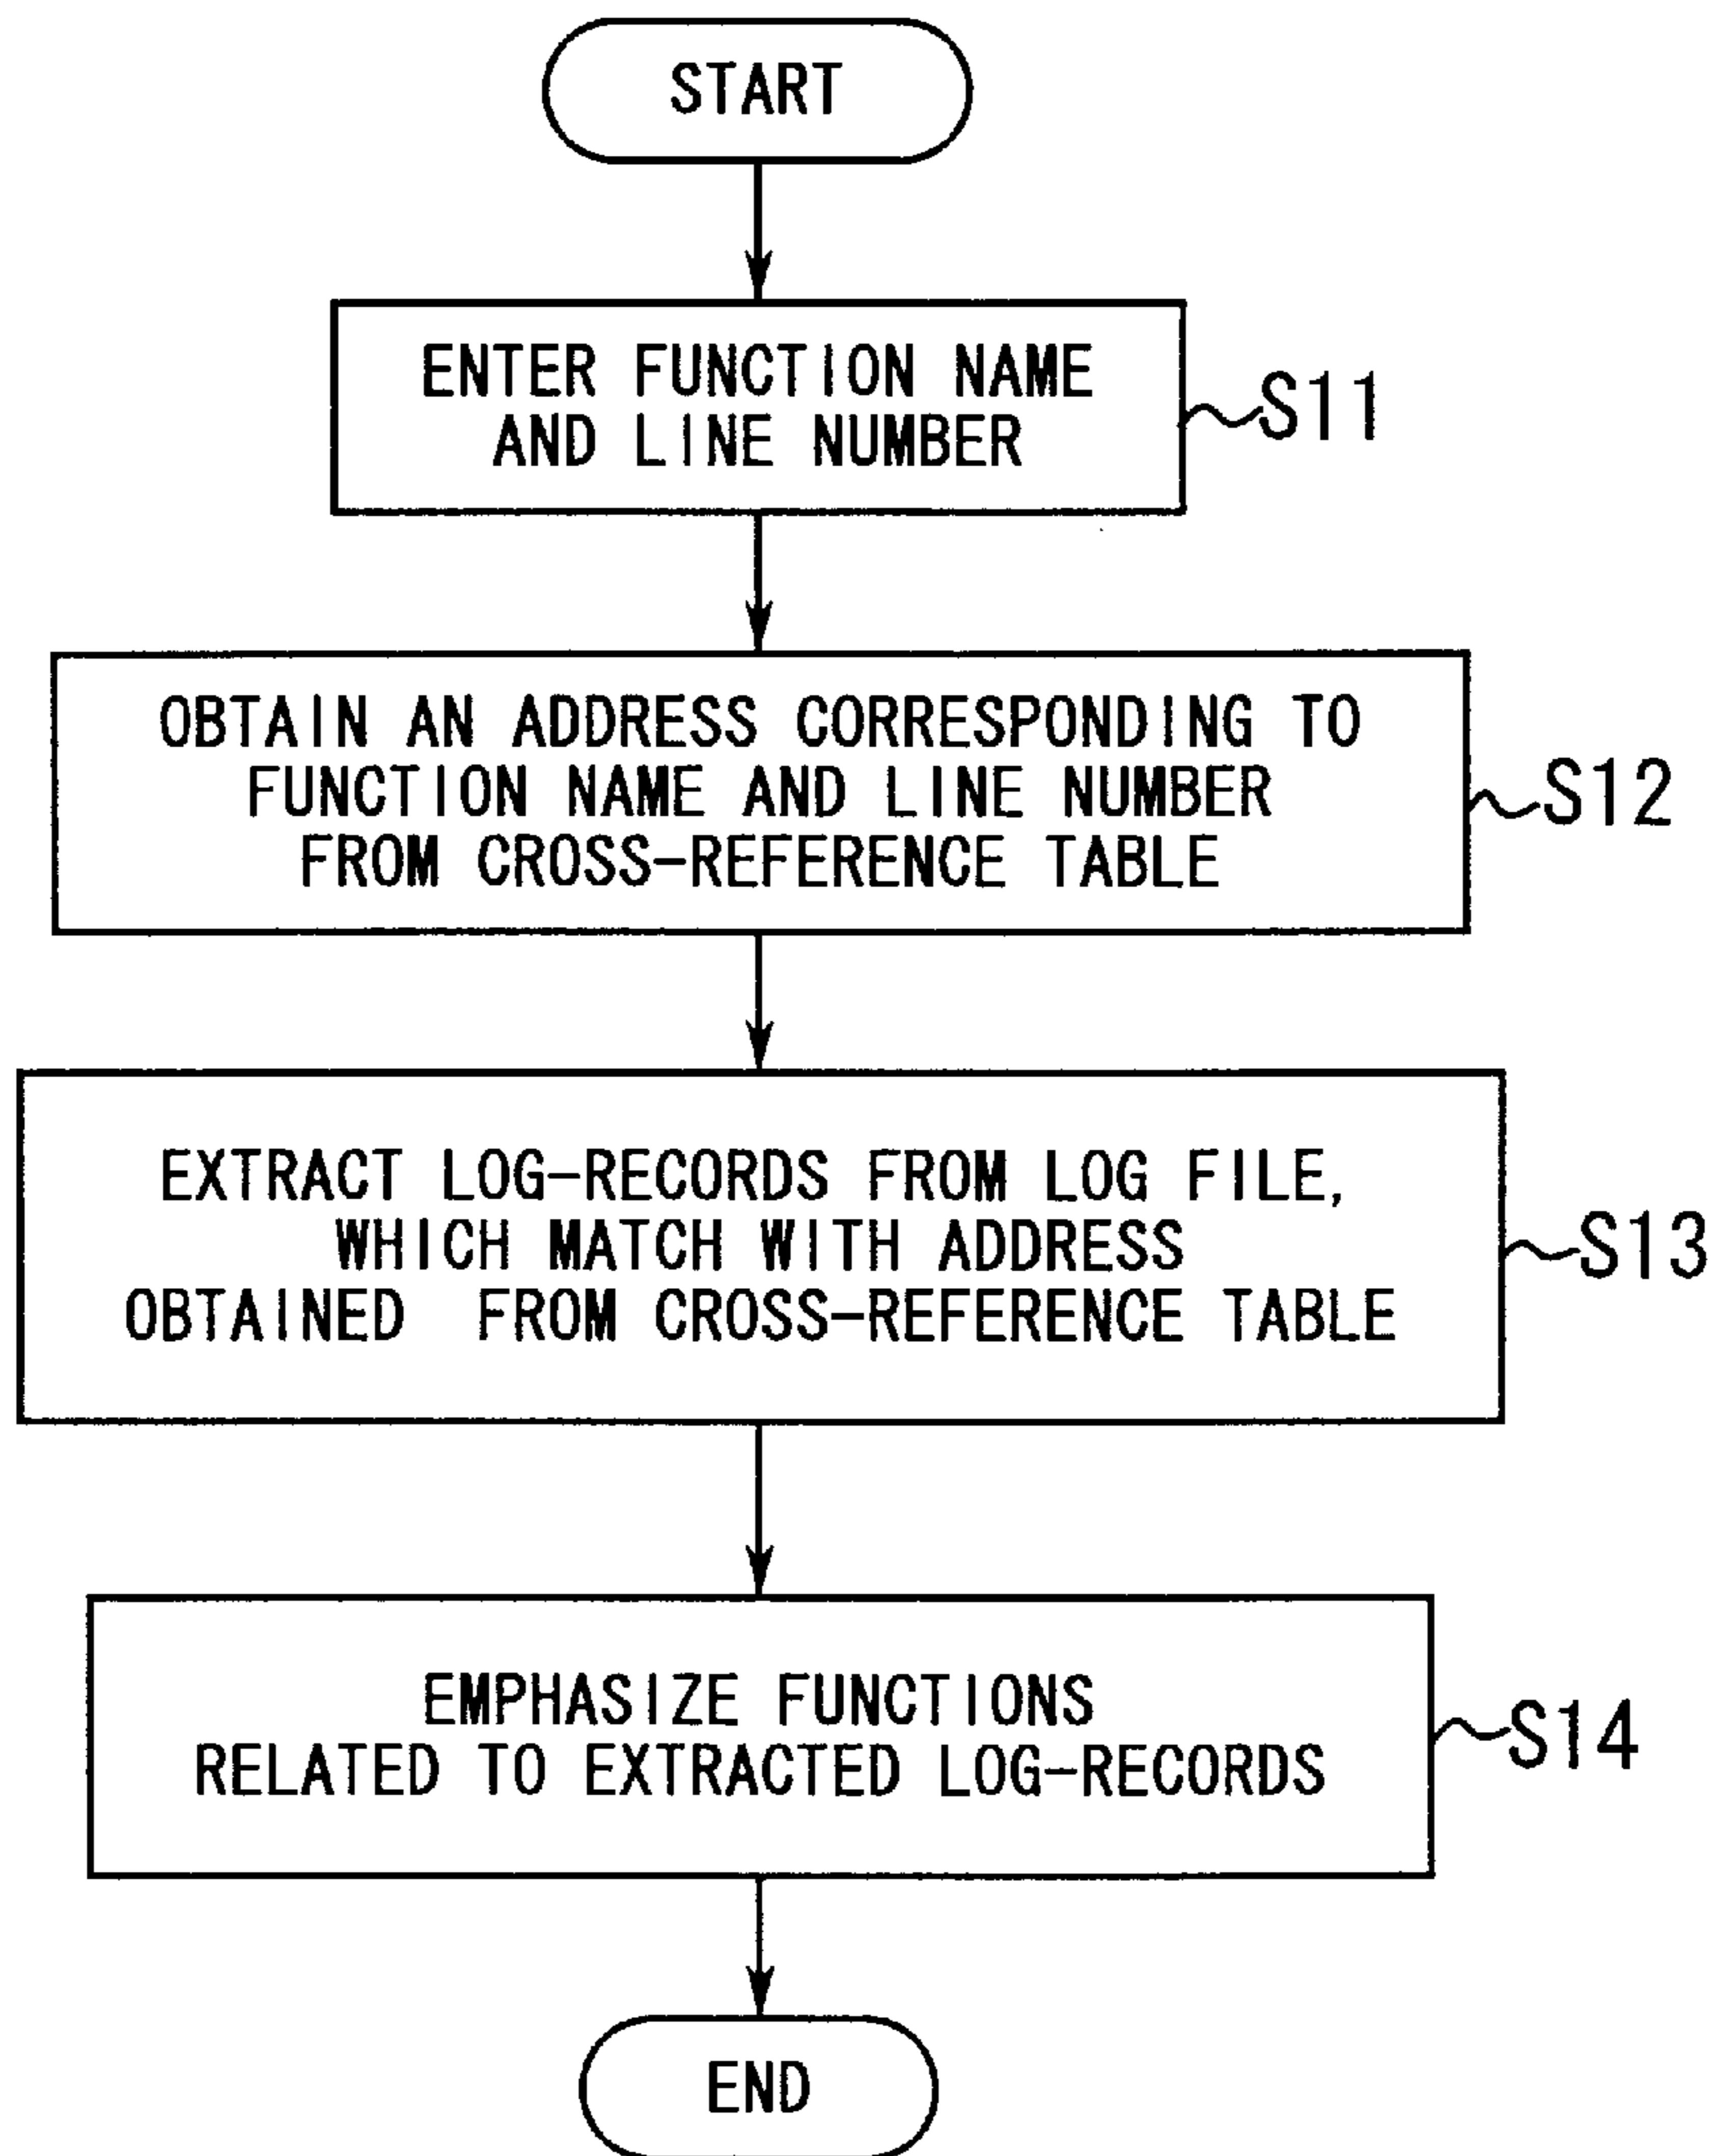 START
ENTER FUNCTION NAME
AND LINE NUMBER
S11
OBTAIN AN ADDRESS CORRESPONDING TO
FUNCTION NAME AND LINE NUMBER
FROM CROSS-REFERENCE TABLE
S12
EXTRACT LOG-RECORDS FROM LOG FILE,
WHICH MATCH WITH ADDRESS
OBTAINED FROM CROSS-REFERENCE TABLE
S13
EMPHASIZE FUNCTIONS
RELATED TO EXTRACTED LOG-RECORDS
S14
END